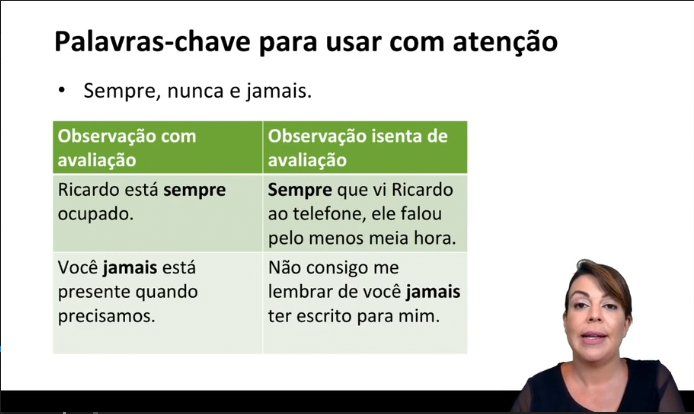 Palavras-chave para usar com atenção
• Sempre, nunca e jamais.
Observação com
avaliação
Observação isenta de
avaliação
Ricardo está sempre
ocupado.
Sempre que vi Ricardo
ao telefone, ele falou
pelo menos meia hora.
Você jamais está
presente quando
precisamos.
Não consigo me
lembrar de você jamais
ter escrito para mim.